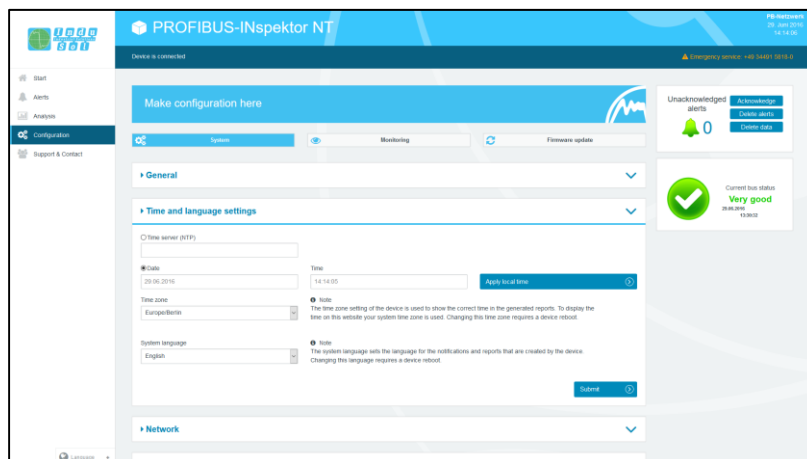 indu
Sol
PROFIBUS-INspektor NT
PB-Netzwerk
29. Juni 2016
14:14:06
Device is connected
Emergency service: +49 34491 5818-0
Start
Alerts
Analysis
Configuration
Support & Contact
Make configuration here
System
Monitoring
Firmware update
General
Time and language settings
Time server (NTP)
Date
Time
29.06.2016
14:14:05
Apply local time
Time zone
Note
Europe/Berlin
The time zone setting of the device is used to show the correct time in the generated reports. To display the
time on this website your system time zone is used. Changing this time zone requires a device reboot.
System language
Note
English
The system language sets the language for the notifications and reports that are created by the device.
Changing this language requires a device reboot.
Submit
Network
Unacknowledged
alerts
0
Acknowledge
Delete alerts
Delete data
Current bus status
Very good
29.06.2016
Language